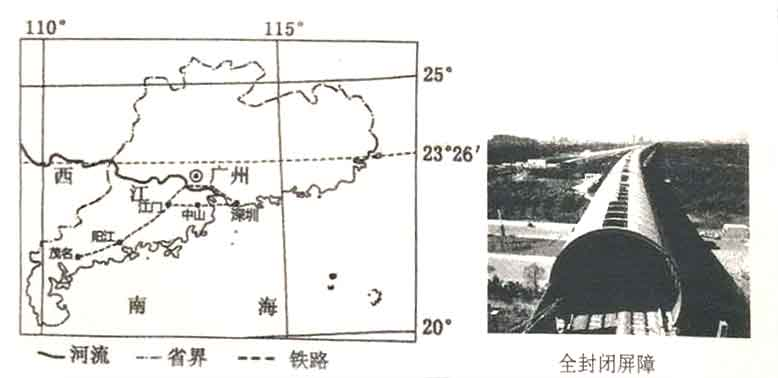 110° 115°
25°
23°26′
西 江 广州
江门 中山 深圳
阳江
茂名
南 海
20°
河流 省界 铁路
全封闭屏障